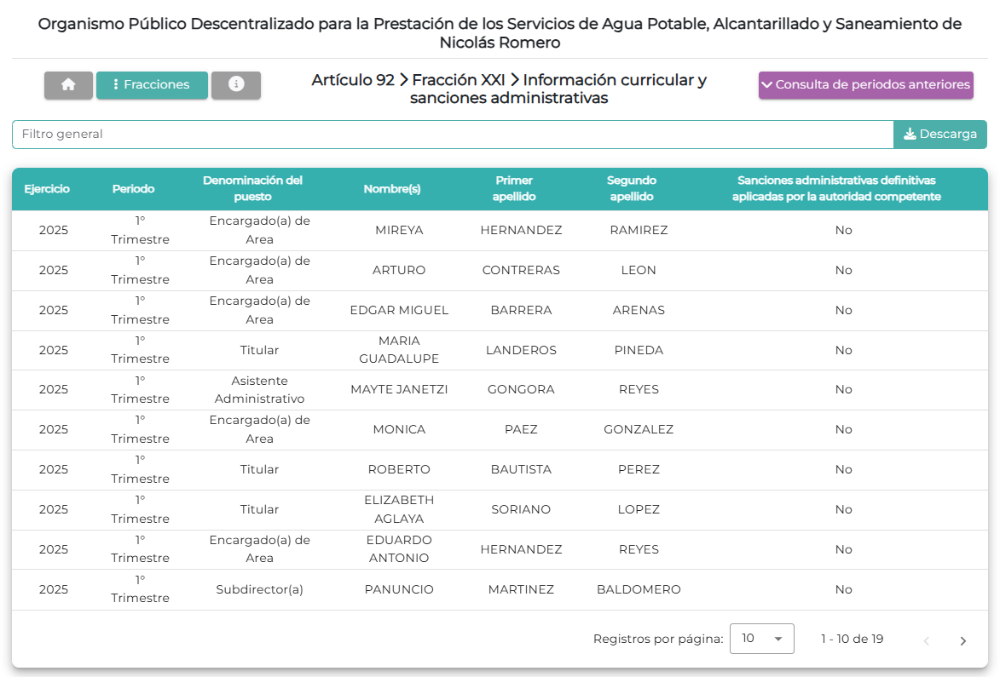 Organismo Público Descentralizado para la Prestación de los Servicios de Agua Potable, Alcantarillado y Saneamiento de
Nicolás Romero
Fracciones
Artículo 92 > Fracción XXI > Información curricular y
sanciones administrativas
Consulta de periodos anteriores
Filtro general
Descarga
Ejercicio Periodo Denominación del puesto Nombre(s) Primer apellido Segundo apellido Sanciones administrativas definitivas aplicadas por la autoridad competente
2025 1° Trimestre Encargado(a) de Area MIREYA HERNANDEZ RAMIREZ No
2025 1° Trimestre Encargado(a) de Area ARTURO CONTRERAS LEON No
2025 1° Trimestre Encargado(a) de Area EDGAR MIGUEL BARRERA ARENAS No
2025 1° Trimestre Titular MARIA GUADALUPE LANDEROS PINEDA No
2025 1° Trimestre Asistente Administrativo MAYTE JANETZI GONGORA REYES No
2025 1° Trimestre Encargado(a) de Area MONICA PAEZ GONZALEZ No
2025 1° Trimestre Titular ROBERTO BAUTISTA PEREZ No
2025 1° Trimestre Titular ELIZABETH AGLAYA SORIANO LOPEZ No
2025 1° Trimestre Encargado(a) de Area EDUARDO ANTONIO HERNANDEZ REYES No
2025 1° Trimestre Subdirector(a) PANUNCIO MARTINEZ BALDOMERO No
Registros por página: 10 1 - 10 de 19